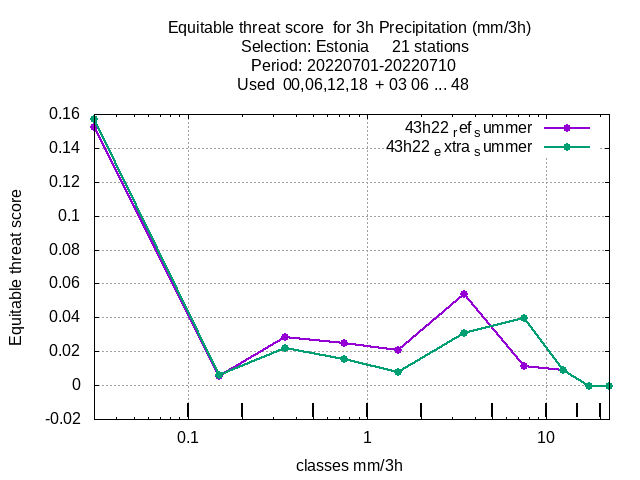 Equitable threat score  for 3h Precipitation (mm/3h)
Selection: Estonia     21 stations
Period: 20220701-20220710
Used  00,06,12,18  + 03 06 ... 48
43h22 ref summer
43h22 extra summer
Equitable threat score
0.16
0.14
0.12
0.1
0.08
0.06
0.04
0.02
0
-0.02
0.1 1 10
classes mm/3h